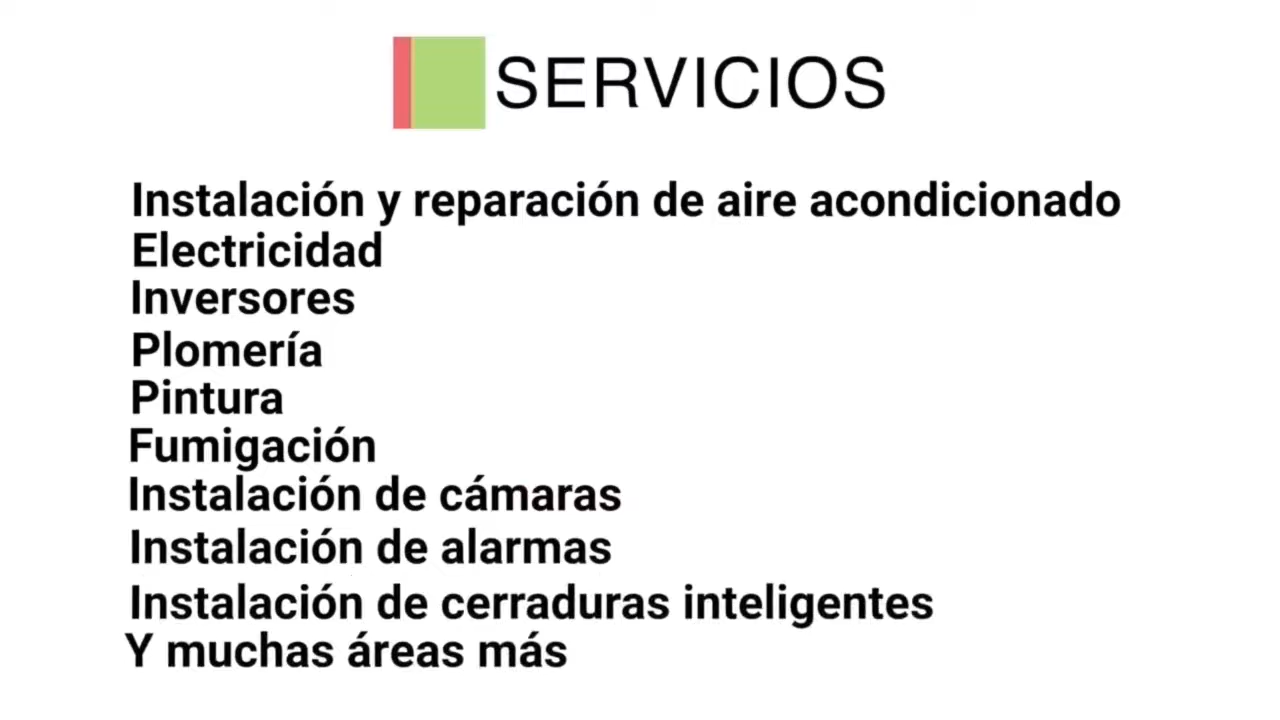 SERVICIOS
Instalación y reparación de aire acondicionado
Electricidad
Inversores
Plomería
Pintura
Fumigación
Instalación de cámaras
Instalación de alarmas
Instalación de cerraduras inteligentes
Y muchas áreas más